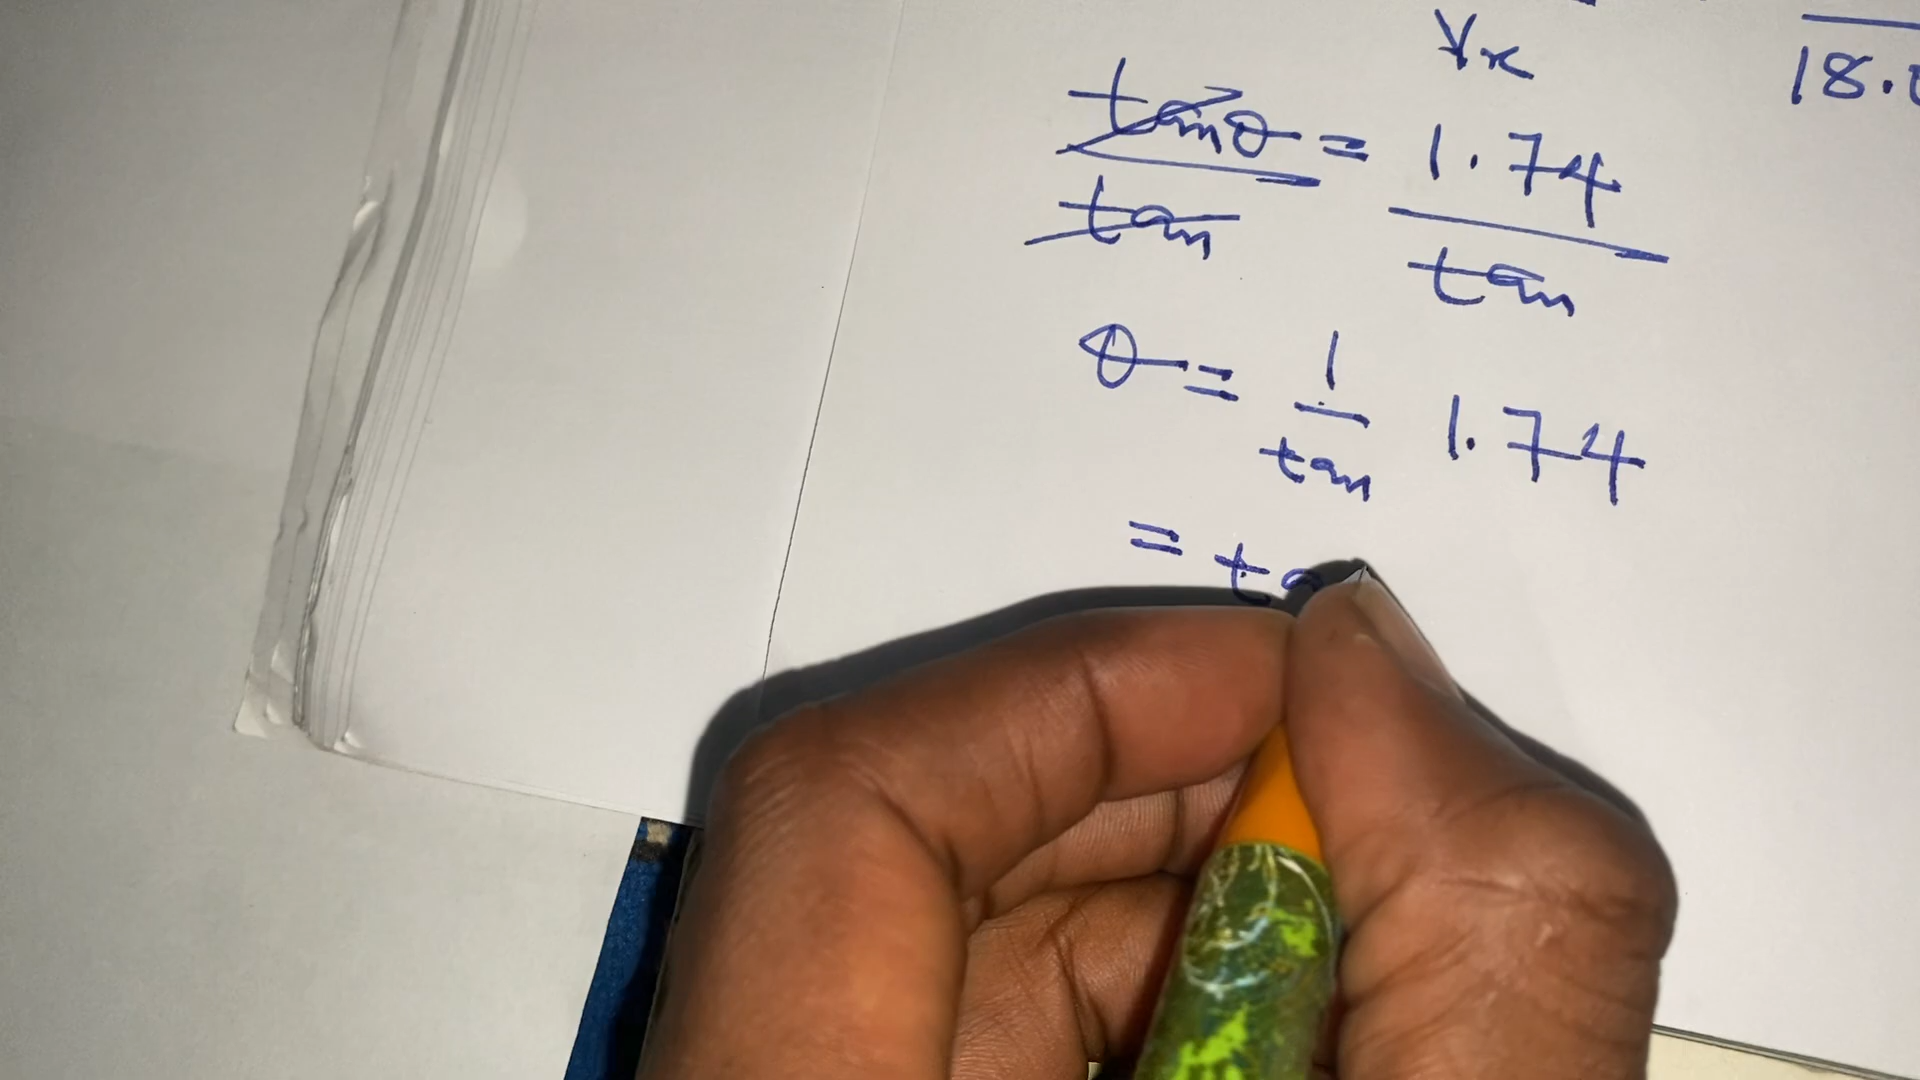 Vx
18.
tanθ = 1.74
tan tan
θ = 1 1.74
tan
= ta